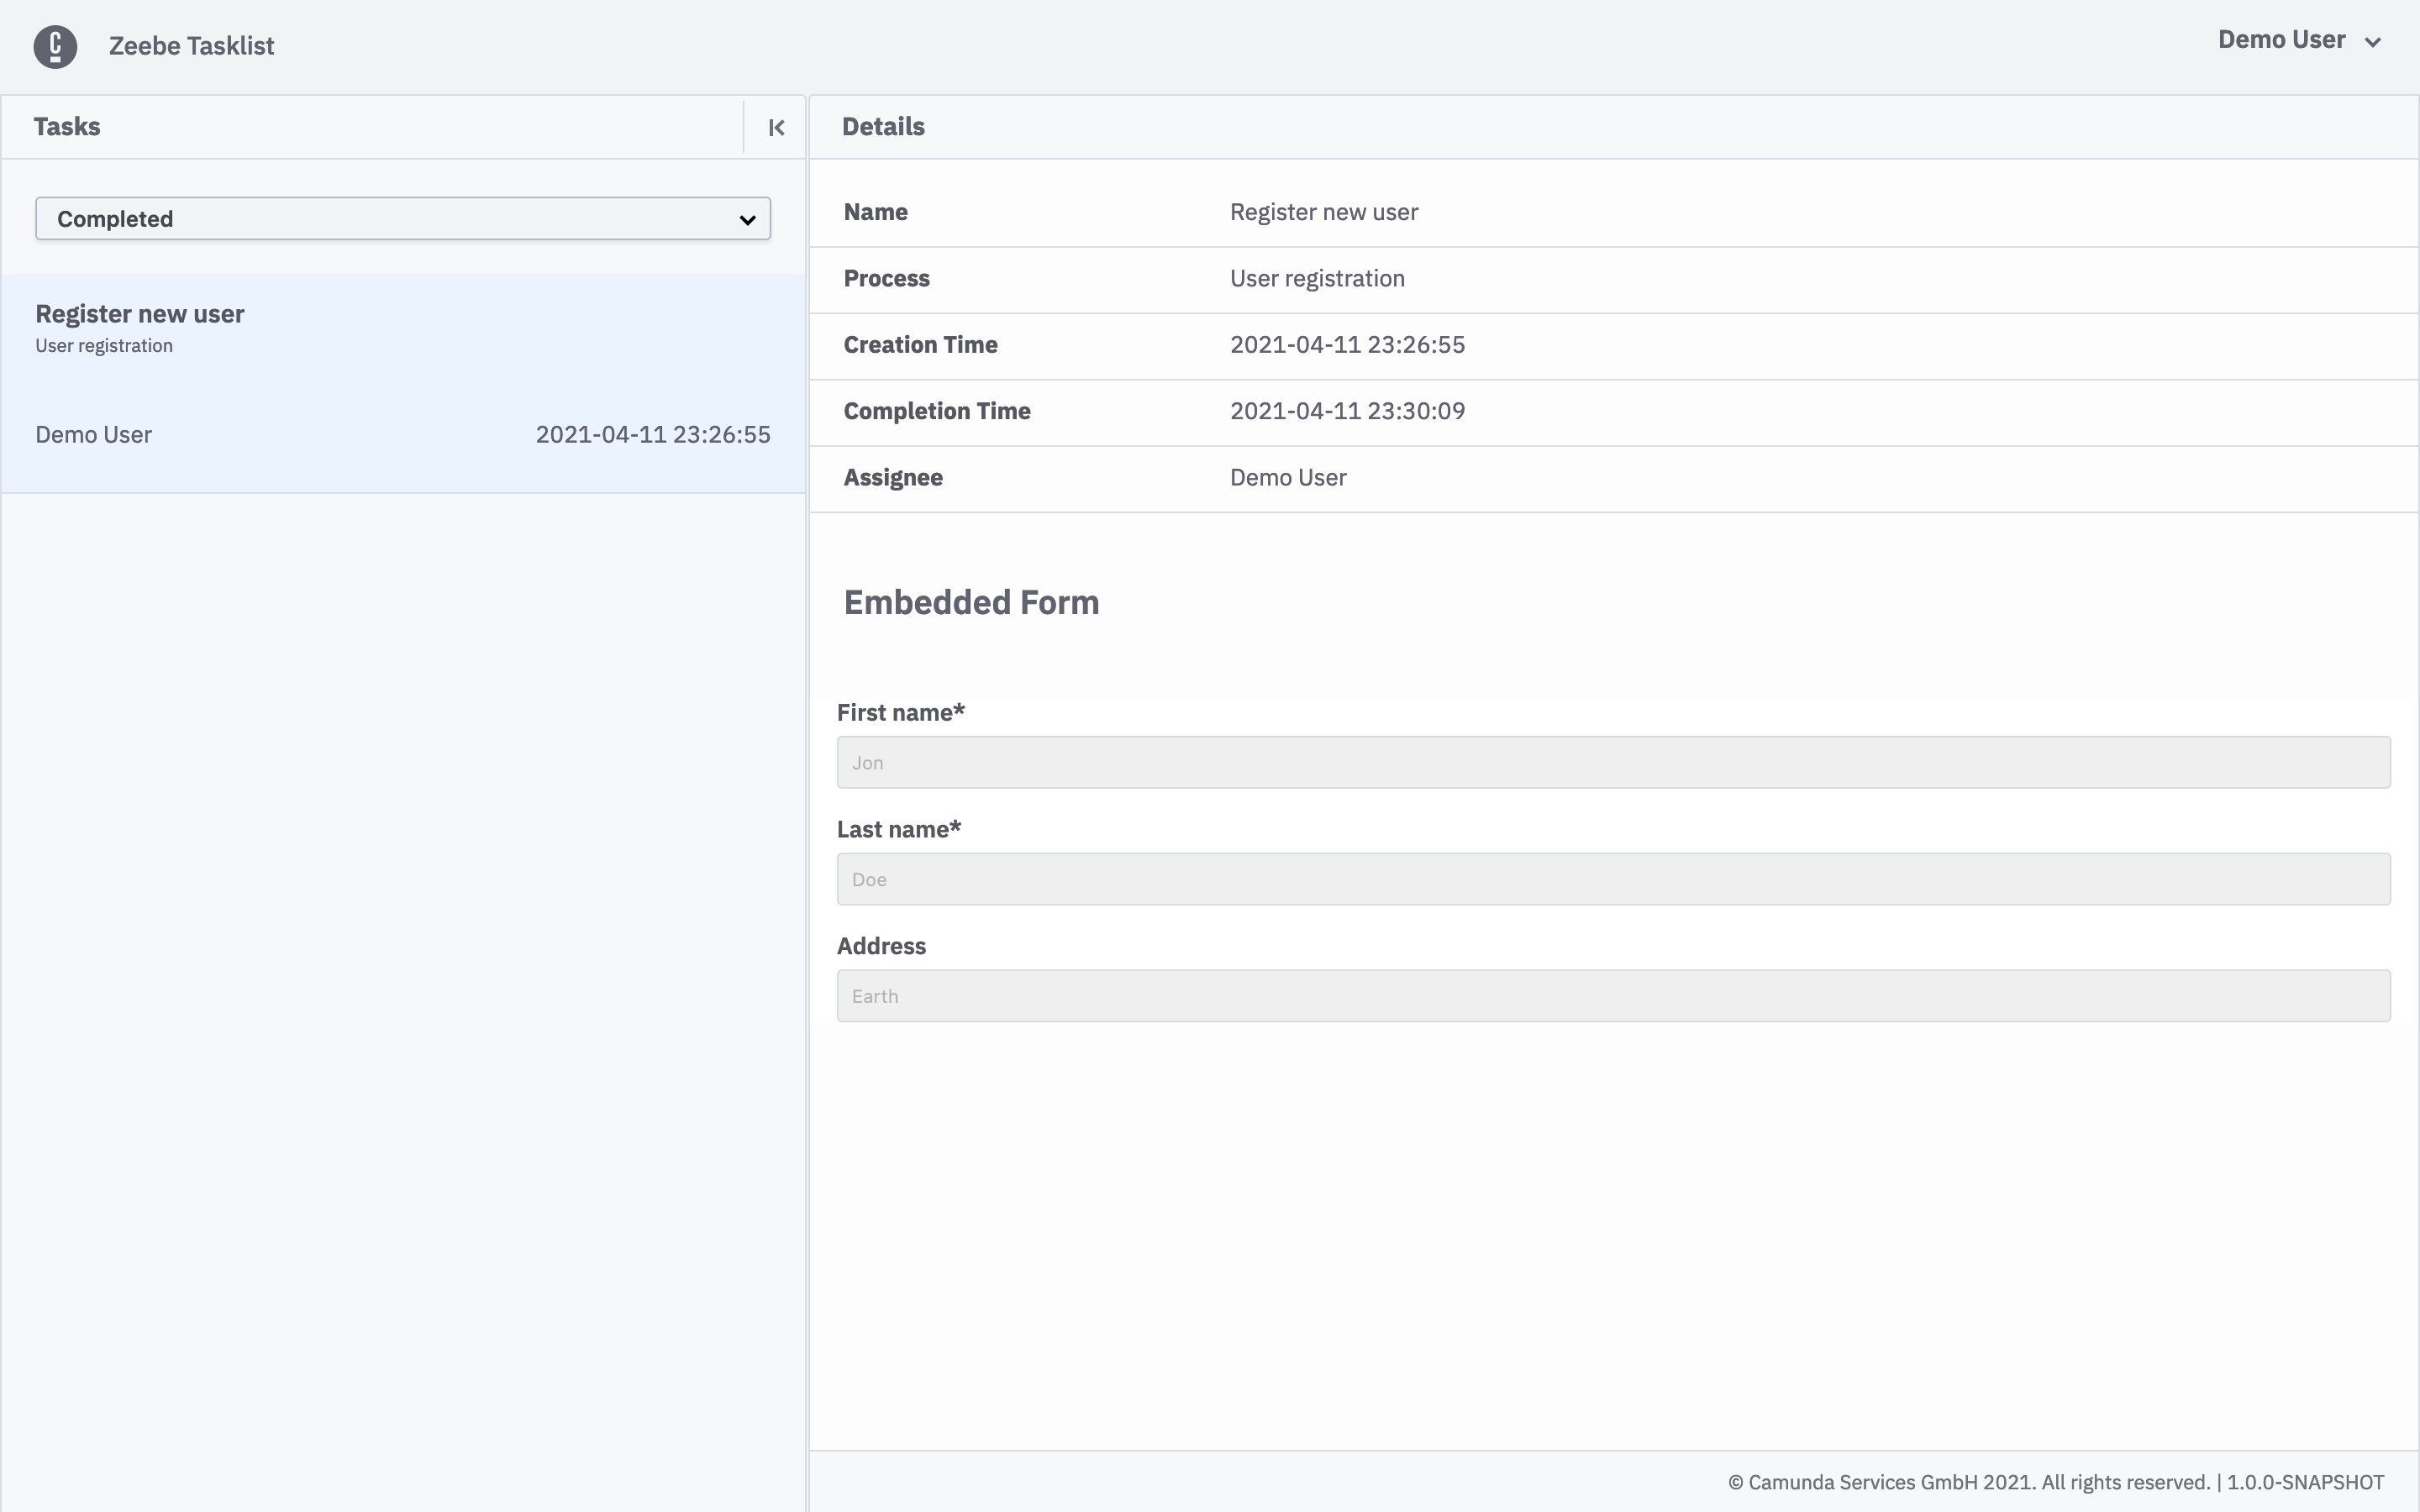 Zeebe Tasklist
Demo User
Tasks
Completed
Register new user
User registration
Demo User 2021-04-11 23:26:55
Details
Name Register new user
Process User registration
Creation Time 2021-04-11 23:26:55
Completion Time 2021-04-11 23:30:09
Assignee Demo User
Embedded Form
First name*
Jon
Last name*
Doe
Address
Earth
© Camunda Services GmbH 2021. All rights reserved. | 1.0.0-SNAPSHOT